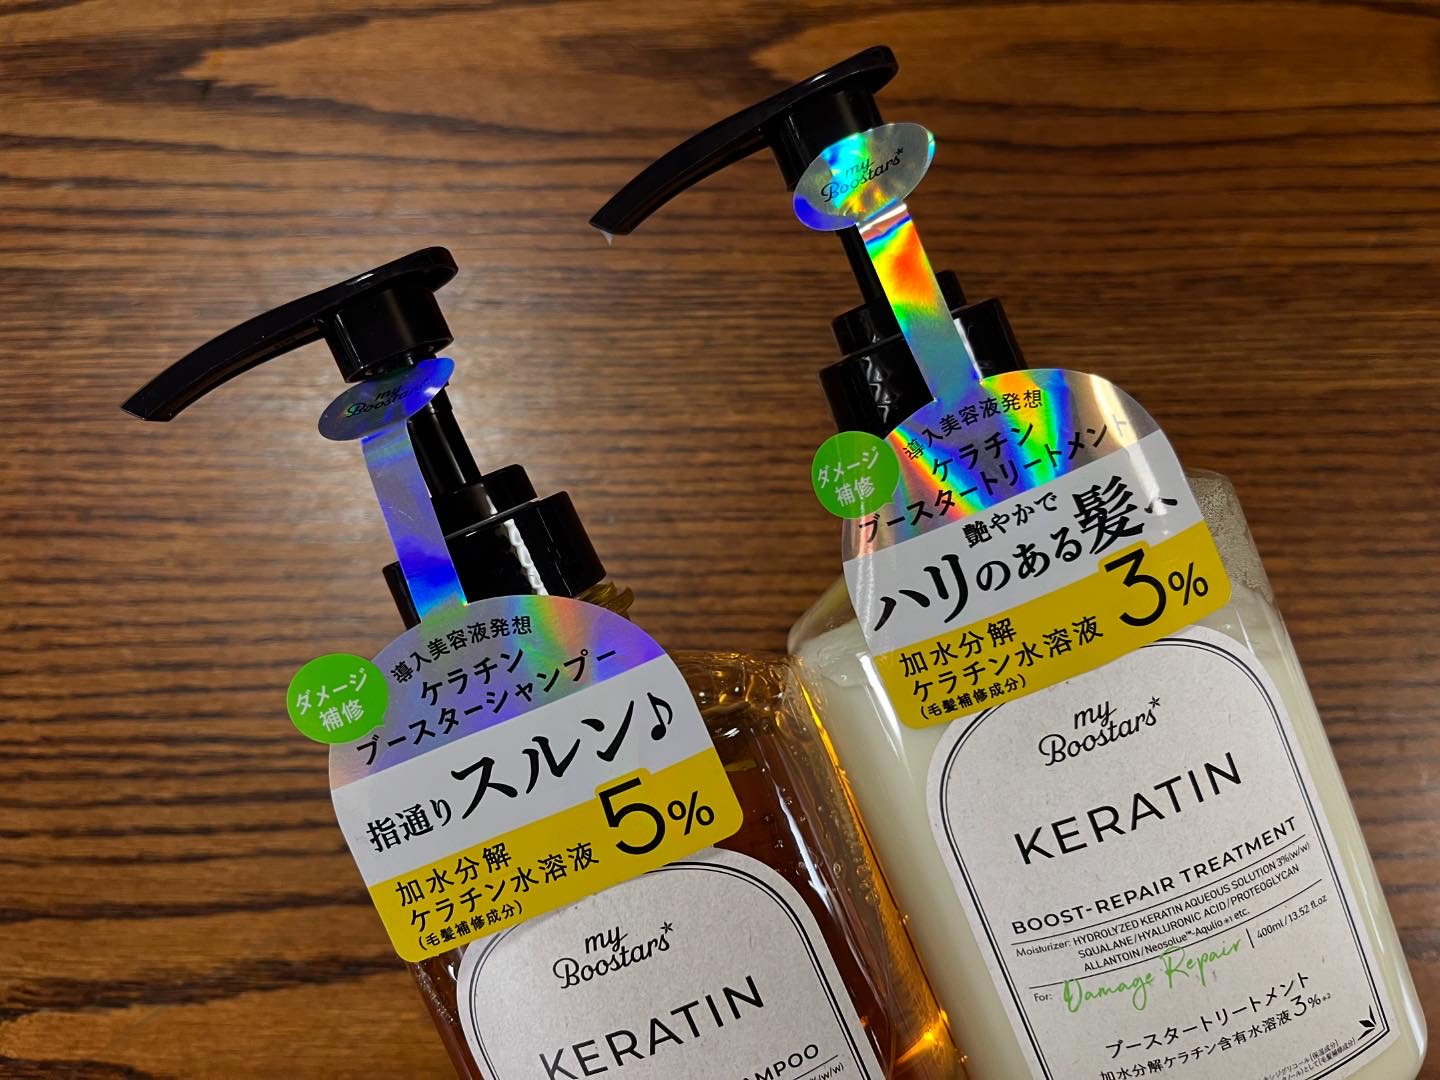 my
Boostars*
ダメージ
補修
導入美容液発想
ケラチン
ブースターシャンプー
指通りスルン♪
加水分解
ケラチン水溶液5%
(毛髪補修成分)
my
Boostars*
KERATIN
my
Boostars*
ダメージ
補修
導入美容液発想
ケラチン
ブースタートリートメント
艶やかで
ハリのある髪へ
加水分解
ケラチン水溶液3%
(毛髪補修成分)
my
Boostars*
KERATIN
BOOST-REPAIR TREATMENT
Moisturizer: HYDROLYZED KERATIN AQUEOUS SOLUTION 3%(w/w)
SQUALANE/HYALURONIC ACID/PROTEOGLYCAN
ALLANTOIN/Neosolue™-Aqulio※1 etc.
For: Damage Repair | 400ml/13.52 fl.oz
ブースタートリートメント
加水分解ケラチン含有水溶液3%※2